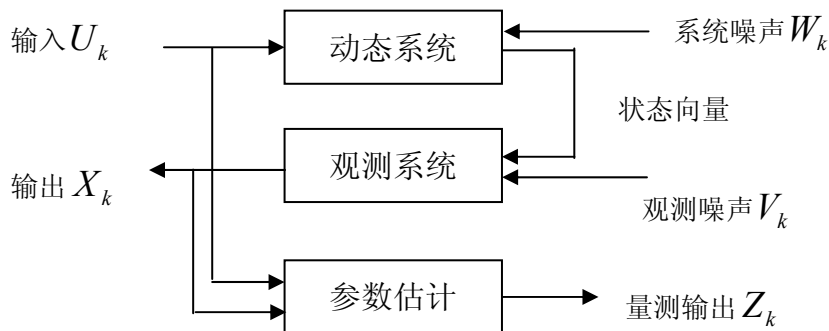 输入U_k
动态系统
系统噪声W_k
状态向量
观测系统
输出X_k
观测噪声V_k
参数估计
量测输出Z_k